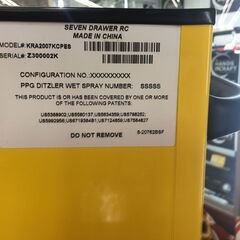 SEVEN DRAWER RC
MADE IN CHINA
MODEL#: KRA2007KCPES
SERIAL#: Z300002K
CONFIGURATION NO.:XXXXXXXXXX
PPG DITZLER WET SPRAY NUMBER: SSSSS
THIS PRODUCT IS OR HAS BEEN COVERED BY
ONE OR MORE OF THE FOLLOWING PATENTS:
DO NOT REMOVE